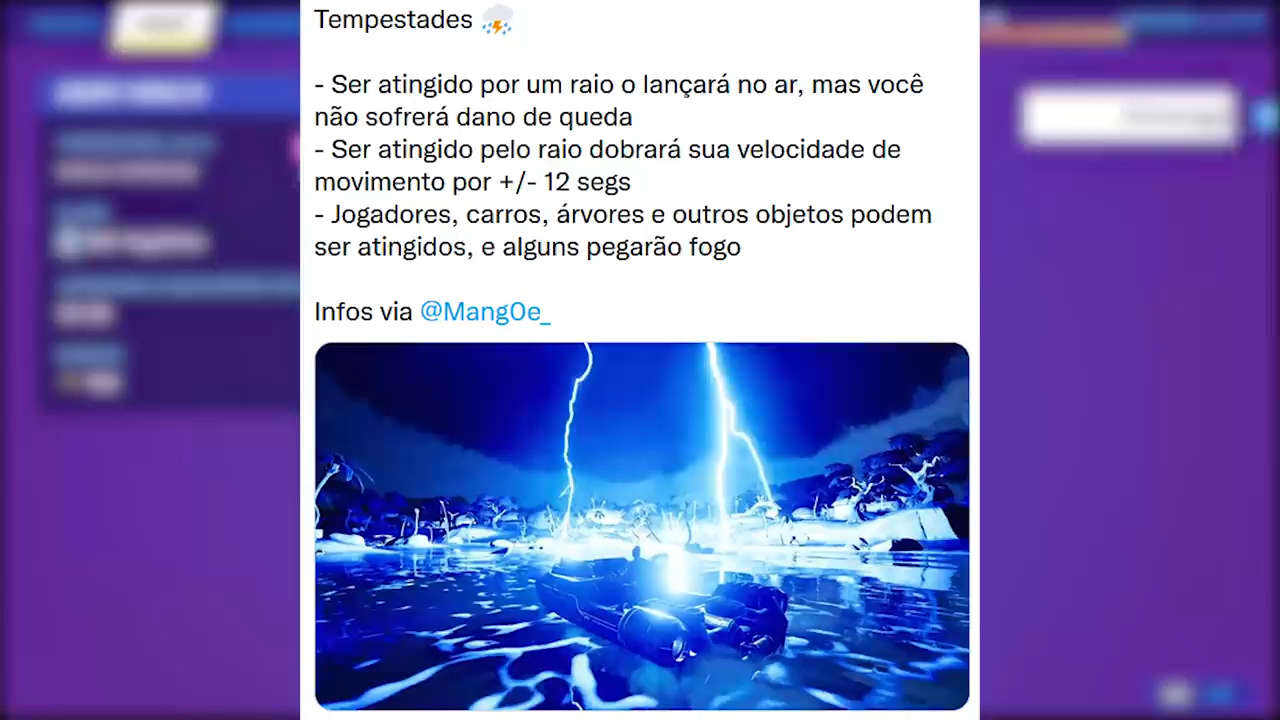 Tempestades ⛈️
- Ser atingido por um raio o lançará no ar, mas você
não sofrerá dano de queda
- Ser atingido pelo raio dobrará sua velocidade de
movimento por +/- 12 segs
- Jogadores, carros, árvores e outros objetos podem
ser atingidos, e alguns pegarão fogo
Infos via @Mang0e_